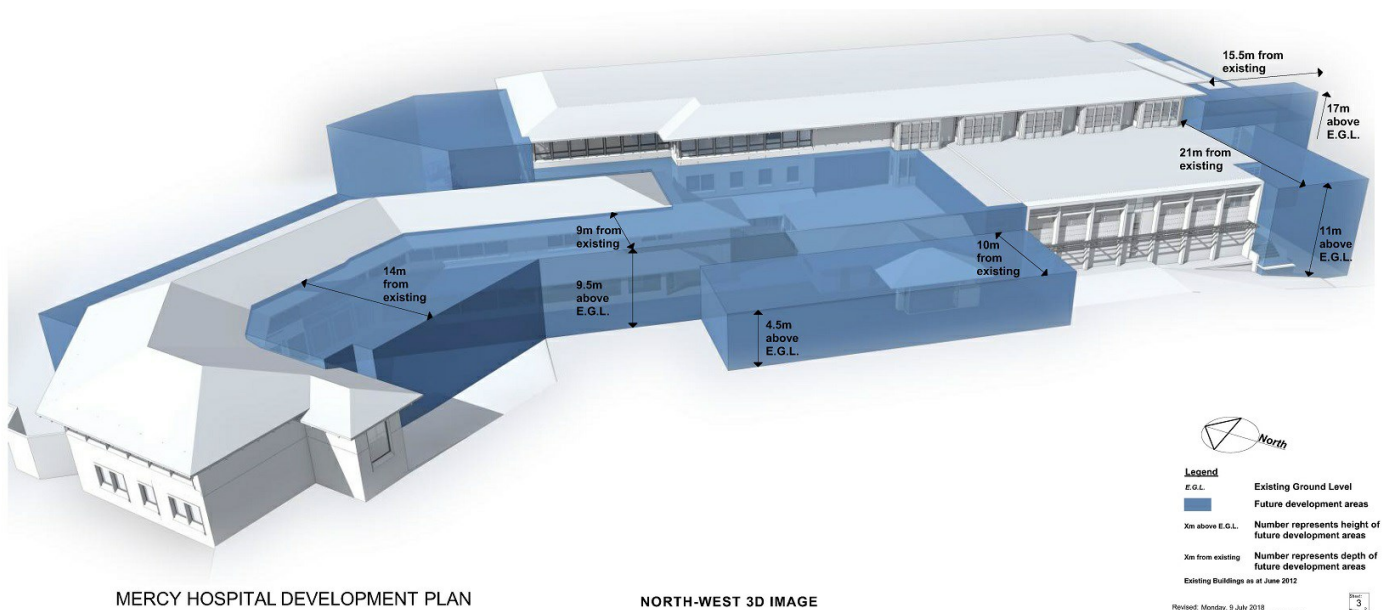 15.5m from
existing
17m
above
E.G.L.
21m from
existing
11m
above
E.G.L.
9m from
existing
10m
from
existing
14m
from
existing
9.5m
above
E.G.L.
4.5m
above
E.G.L.
North
Legend
E.G.L. Existing Ground Level
Future development areas
Xm above E.G.L. Number represents height of
future development areas
Xm from existing Number represents depth of
future development areas
Existing Buildings as at June 2012
MERCY HOSPITAL DEVELOPMENT PLAN
NORTH-WEST 3D IMAGE
Revised: Monday, 9 July 2018
Sheet:
3